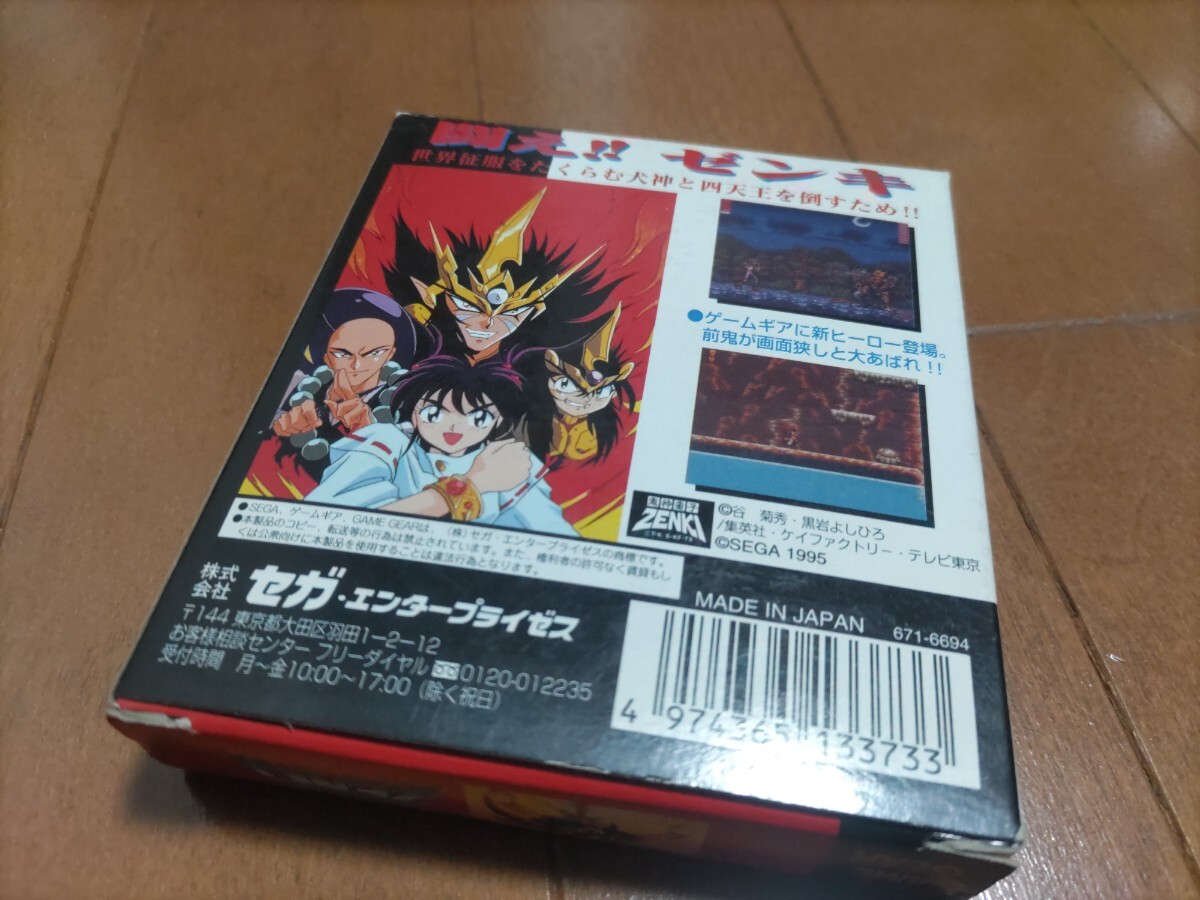 闘え!! ゼンキ
世界征服をたくらむ犬神と四天王を倒すため!!
●ゲームギアに新ヒーロー登場。
前鬼が画面狭しと大あばれ!!
鬼神童子
ZENKI
©谷 菊秀・黒岩よしひろ
/集英社・ケイファクトリー・テレビ東京
©SEGA 1995
●SEGA、ゲームギア、GAME GEARは、(株)セガ・エンタープライゼスの商標です。
●本製品のコピー、転送等の行為は禁止されています。また、権利者の許可なく賃貸もし
くは公衆向けに本製品を使用することは違法行為となります。
株式会社 セガ・エンタープライゼス
〒144 東京都大田区羽田1-2-12
お客様相談センター フリーダイヤル 0120-012235
受付時間 月～金10:00～17:00 (除く祝日)
MADE IN JAPAN
671-6694
4 974365 133733